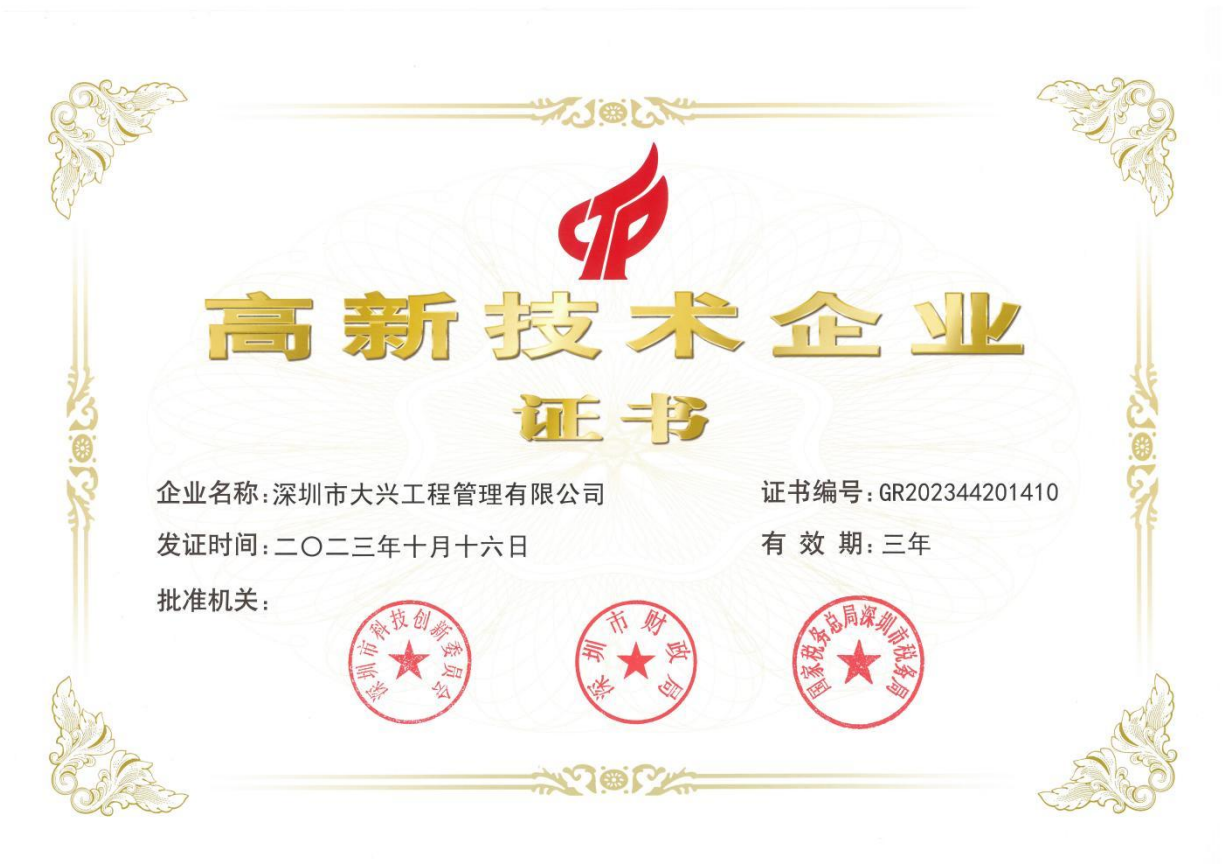 高新技术企业
证书
企业名称:深圳市大兴工程管理有限公司
证书编号:GR202344201410
发证时间:二〇二三年十月十六日
有 效 期:三年
批准机关:
深圳市科技创新委员会
深圳市财政局
国家税务总局深圳市税务局